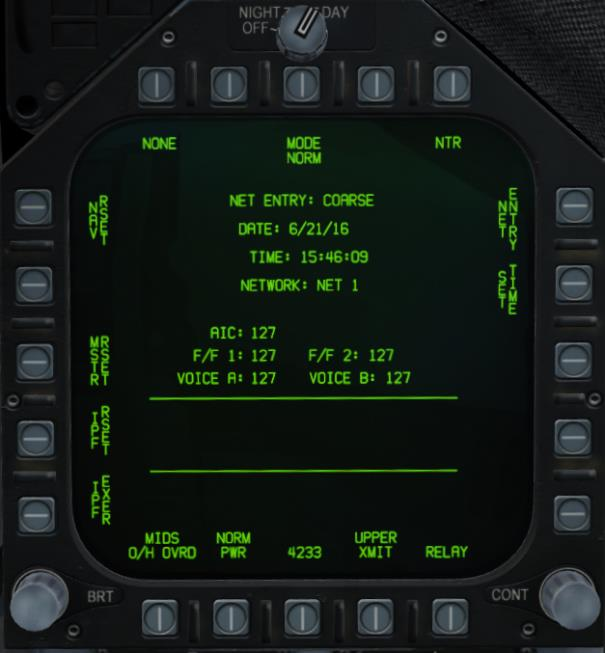 NIGHT DAY
OFF
NONE
MODE
NORM
NTR
NET ENTRY: COARSE
DATE: 6/21/16
TIME: 15:46:09
NETWORK: NET 1
NAV
RSET
NET
ENTRY
SET
TIME
AIC: 127
F/F 1: 127 F/F 2: 127
VOICE A: 127 VOICE B: 127
MSTR
RSET
IPF
RSET
IPF
EXER
MIDS
O/H OVRD
NORM
PWR
4233
UPPER
XMIT
RELAY
BRT
CONT